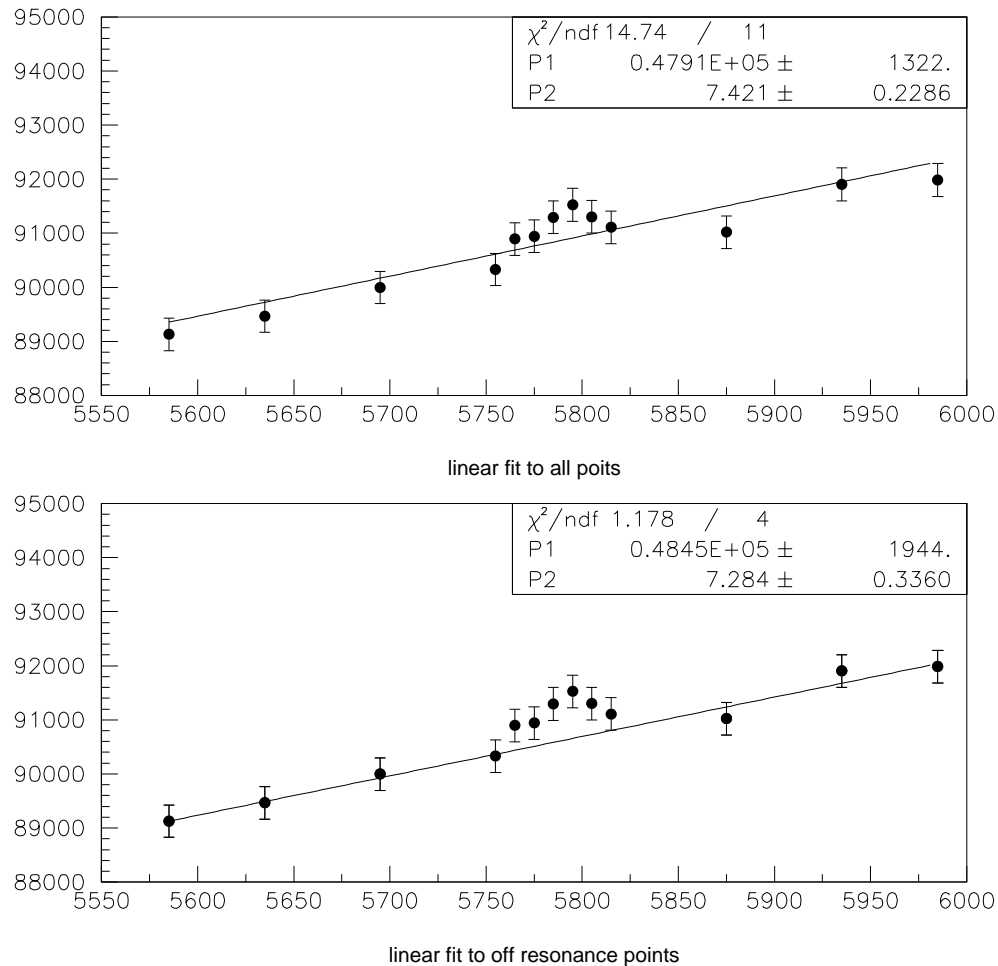 95000
χ²/ndf 14.74 / 11
P1 0.4791E+05 ± 1322.
P2 7.421 ± 0.2286
94000
93000
92000
91000
90000
89000
88000
5550 5600 5650 5700 5750 5800 5850 5900 5950 6000
linear fit to all poits
95000
χ²/ndf 1.178 / 4
P1 0.4845E+05 ± 1944.
P2 7.284 ± 0.3360
94000
93000
92000
91000
90000
89000
88000
5550 5600 5650 5700 5750 5800 5850 5900 5950 6000
linear fit to off resonance points